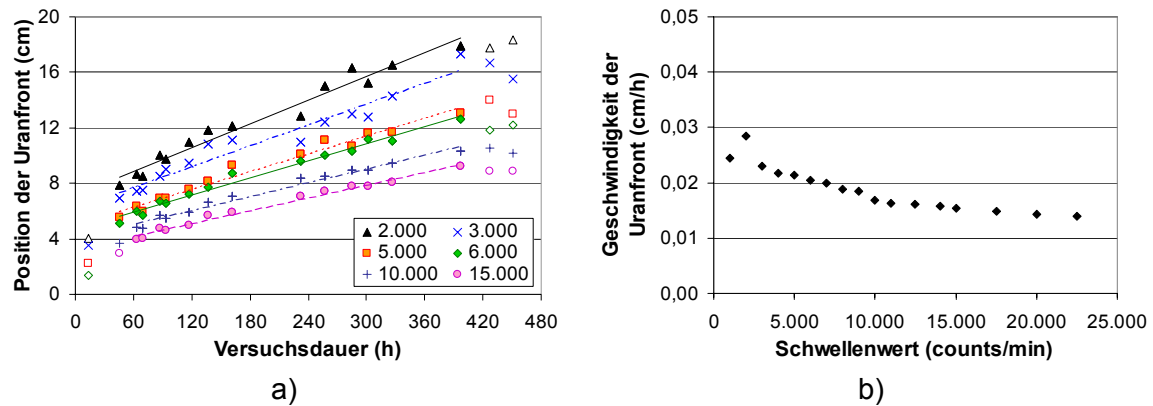 Position der Uranfront (cm)
20
16
12
8
4
0
2.000
3.000
5.000
6.000
10.000
15.000
0 60 120 180 240 300 360 420 480
Versuchsdauer (h)
a)
Geschwindigkeit der
Uranfront (cm/h)
0,05
0,04
0,03
0,02
0,01
0,00
0 5.000 10.000 15.000 20.000 25.000
Schwellenwert (counts/min)
b)